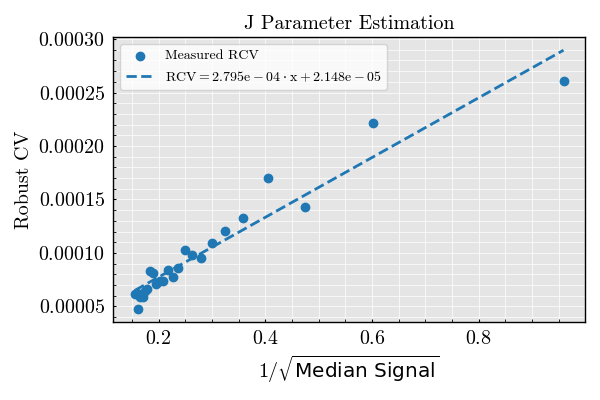 J Parameter Estimation
0.00030
0.00025
0.00020
0.00015
0.00010
0.00005
Robust CV
Measured RCV
RCV = 2.795e − 04 · x + 2.148e − 05
0.2
0.4
0.6
0.8
1/√Median Signal